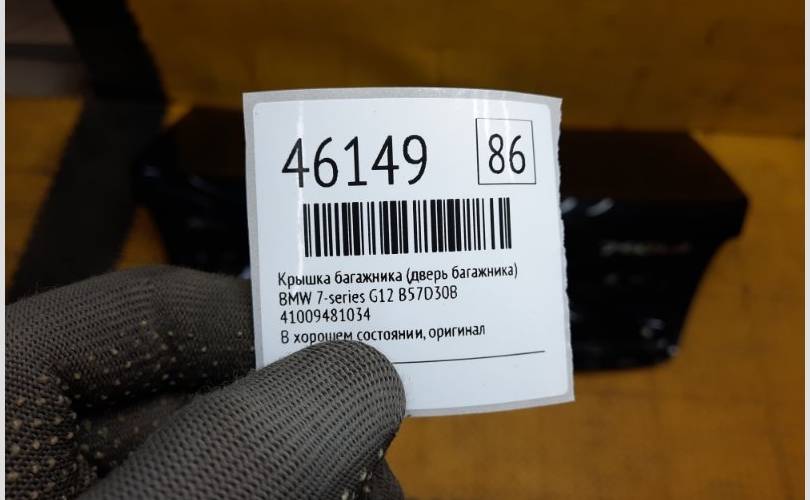 46149
86
Крышка багажника (дверь багажника)
BMW 7-series G12 B57D30B
41009481034
В хорошем состоянии, оригинал